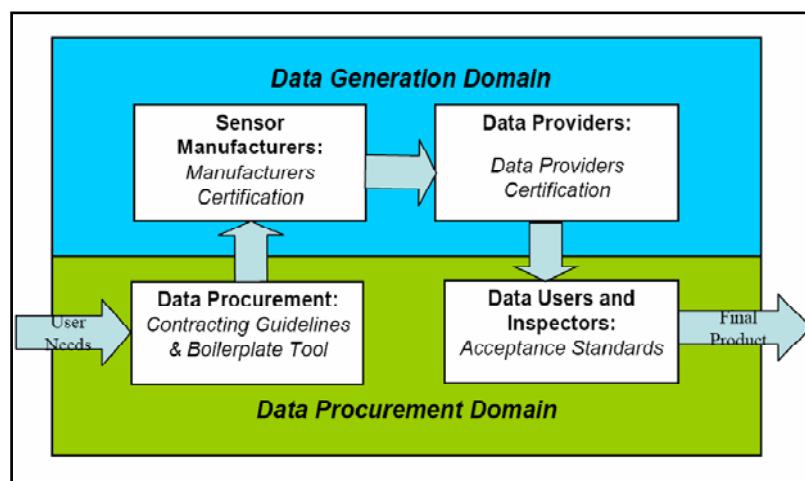 Data Generation Domain
Sensor
Manufacturers:
Manufacturers
Certification
Data Providers:
Data Providers
Certification
User
Needs
Data Procurement:
Contracting Guidelines
& Boilerplate Tool
Data Users and
Inspectors:
Acceptance Standards
Final
Product
Data Procurement Domain